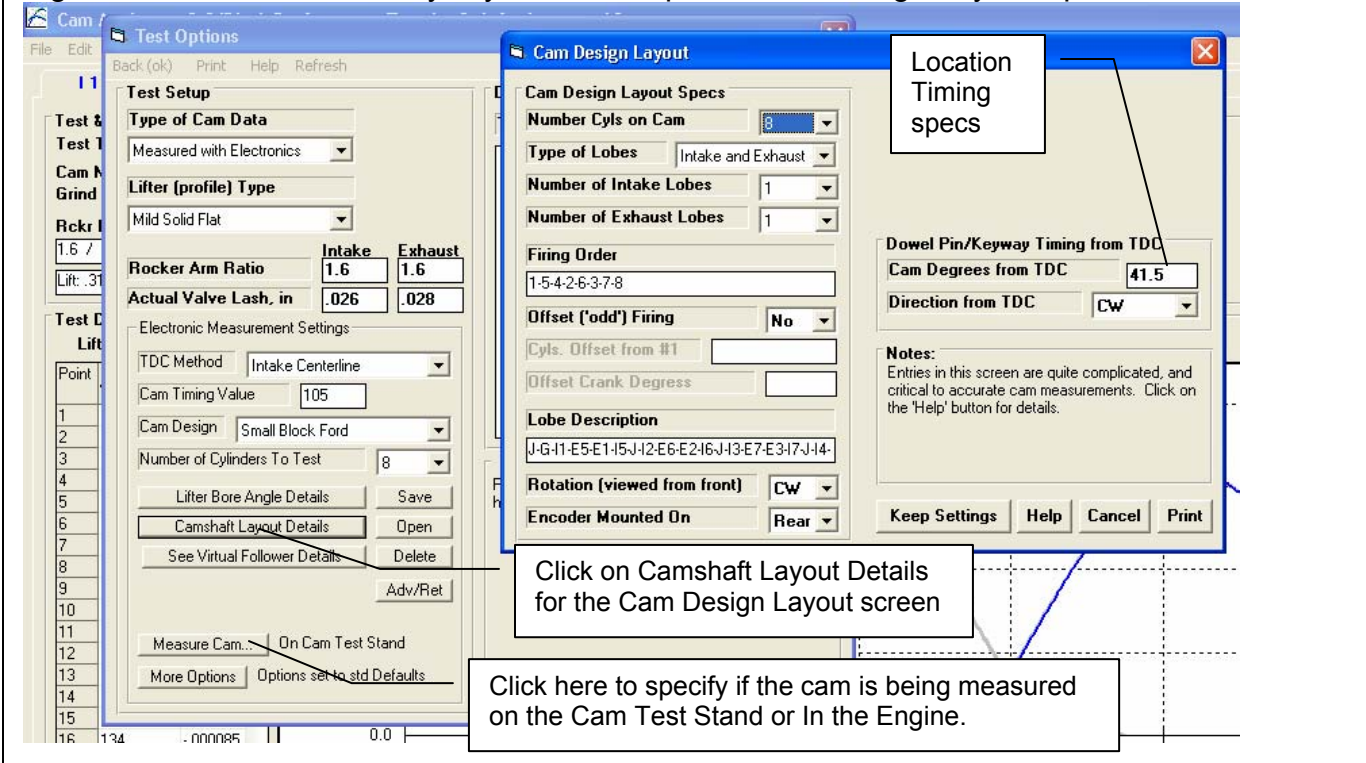 Test Options
Back (ok) Print Help Refresh
File Edit
Test Setup
Type of Cam Data
Measured with Electronics
Lifter (profile) Type
Mild Solid Flat
Intake Exhaust
Rocker Arm Ratio 1.6 1.6
Actual Valve Lash, in .026 .028
Electronic Measurement Settings
TDC Method Intake Centerline
Cam Timing Value 105
Cam Design Small Block Ford
Number of Cylinders To Test 8
Lifter Bore Angle Details Save
Camshaft Layout Details Open
See Virtual Follower Details Delete
Adv/Ret
Measure Cam... On Cam Test Stand
More Options Options set to std Defaults
Test &
Test
Cam
Grind
Rckr
1.6 /
Lift: .31
Test
Lift
Point
1
2
3
4
5
6
7
8
9
10
11
12
13
14
15
16 134 -.000085
0.0
Cam Design Layout
Cam Design Layout Specs
Number Cyls on Cam 8
Type of Lobes Intake and Exhaust
Number of Intake Lobes 1
Number of Exhaust Lobes 1
Firing Order
1-5-4-2-6-3-7-8
Offset ('odd') Firing No
Cyls. Offset from #1
Offset Crank Degress
Lobe Description
J-G-I1-E5-E1-I5-J-I2-E6-E2-I6-J-I3-E7-E3-I7-J-I4-
Rotation (viewed from front) CW
Encoder Mounted On Rear
Location
Timing
specs
Dowel Pin/Keyway Timing from TDC
Cam Degrees from TDC 41.5
Direction from TDC CW
Notes:
Entries in this screen are quite complicated, and
critical to accurate cam measurements. Click on
the 'Help' button for details.
Keep Settings Help Cancel Print
Click on Camshaft Layout Details
for the Cam Design Layout screen
Click here to specify if the cam is being measured
on the Cam Test Stand or In the Engine.